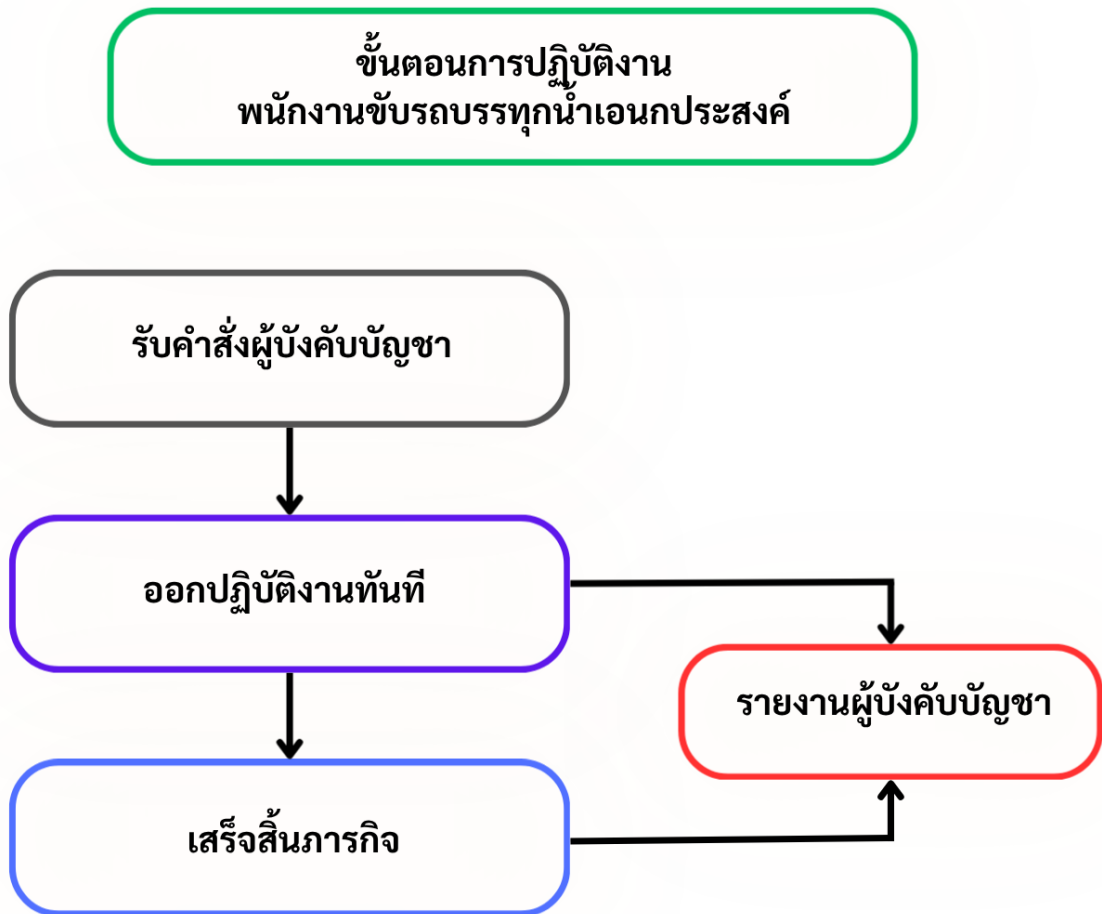 ขั้นตอนการปฏิบัติงาน
พนักงานขับรถบรรทุกน้ำเอนกประสงค์
รับคำสั่งผู้บังคับบัญชา
ออกปฏิบัติงานทันที
รายงานผู้บังคับบัญชา
เสร็จสิ้นภารกิจ